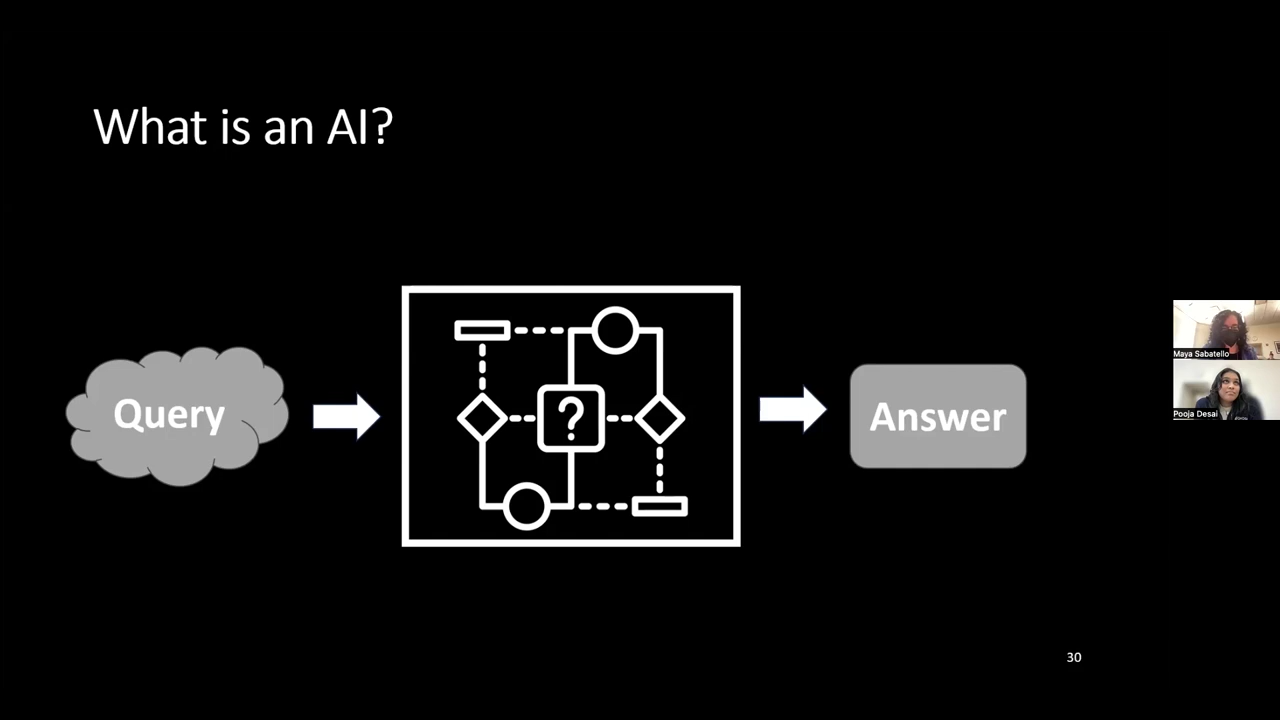 What is an AI?
Query
?
Answer
Maya Sabatello
Pooja Desai
30